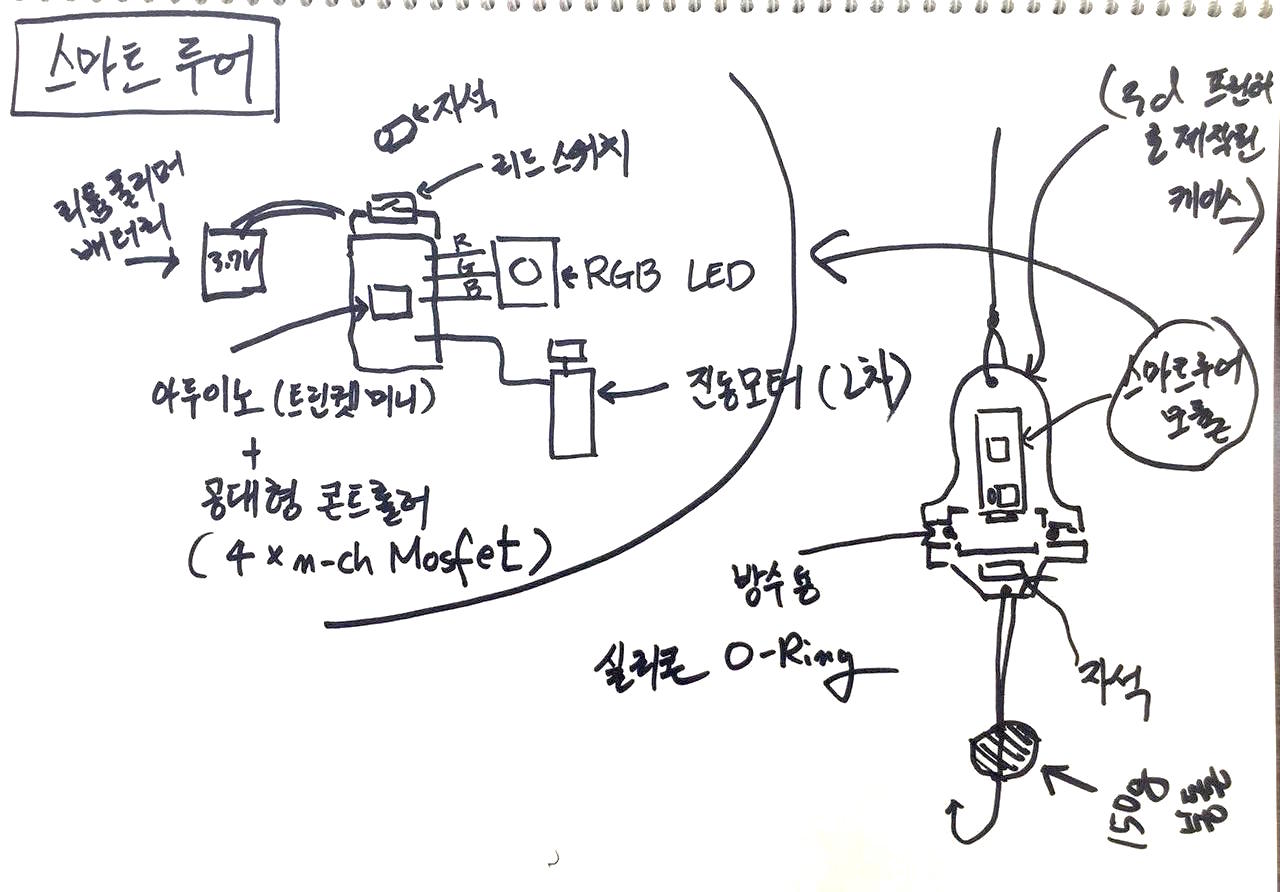 스마트 루어
자석
리드 스위치
리튬폴리머
배터리
3.7V
R
G
B
RGB LED
아두이노 (트린켓 미니)
+
공대형 콘트롤러
(4 x n-ch Mosfet)
진동모터 (2차)
(3d 프린터
로 제작된
케이스)
스마트루어
모듈
방수용
실리콘 O-Ring
자석
150g